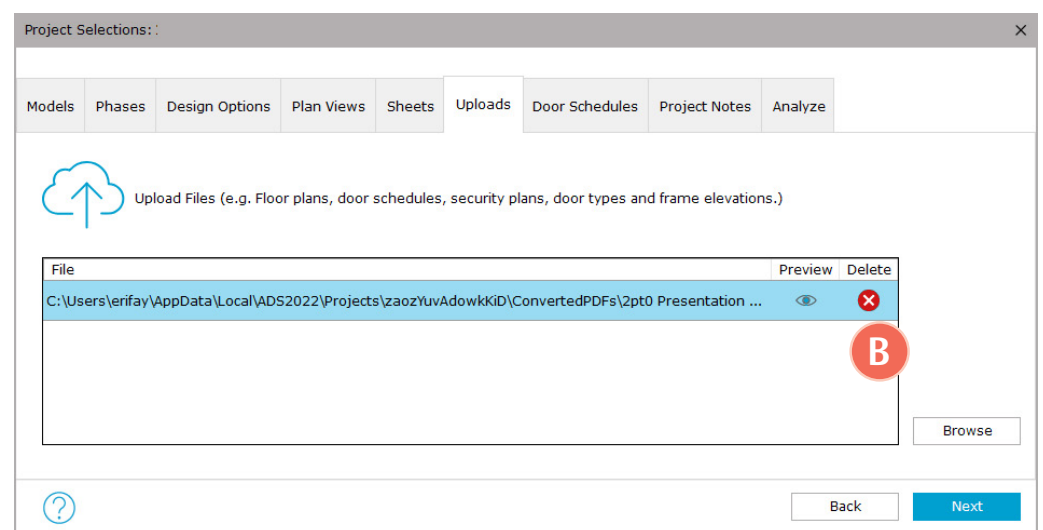 Project Selections: :
Models Phases Design Options Plan Views Sheets Uploads Door Schedules Project Notes Analyze
Upload Files (e.g. Floor plans, door schedules, security plans, door types and frame elevations.)
File Preview Delete
C:\Users\erifay\AppData\Local\ADS2022\Projects\zaozYuvAdowkKiD\ConvertedPDFs\2pt0 Presentation ...
B
Browse
? Back Next